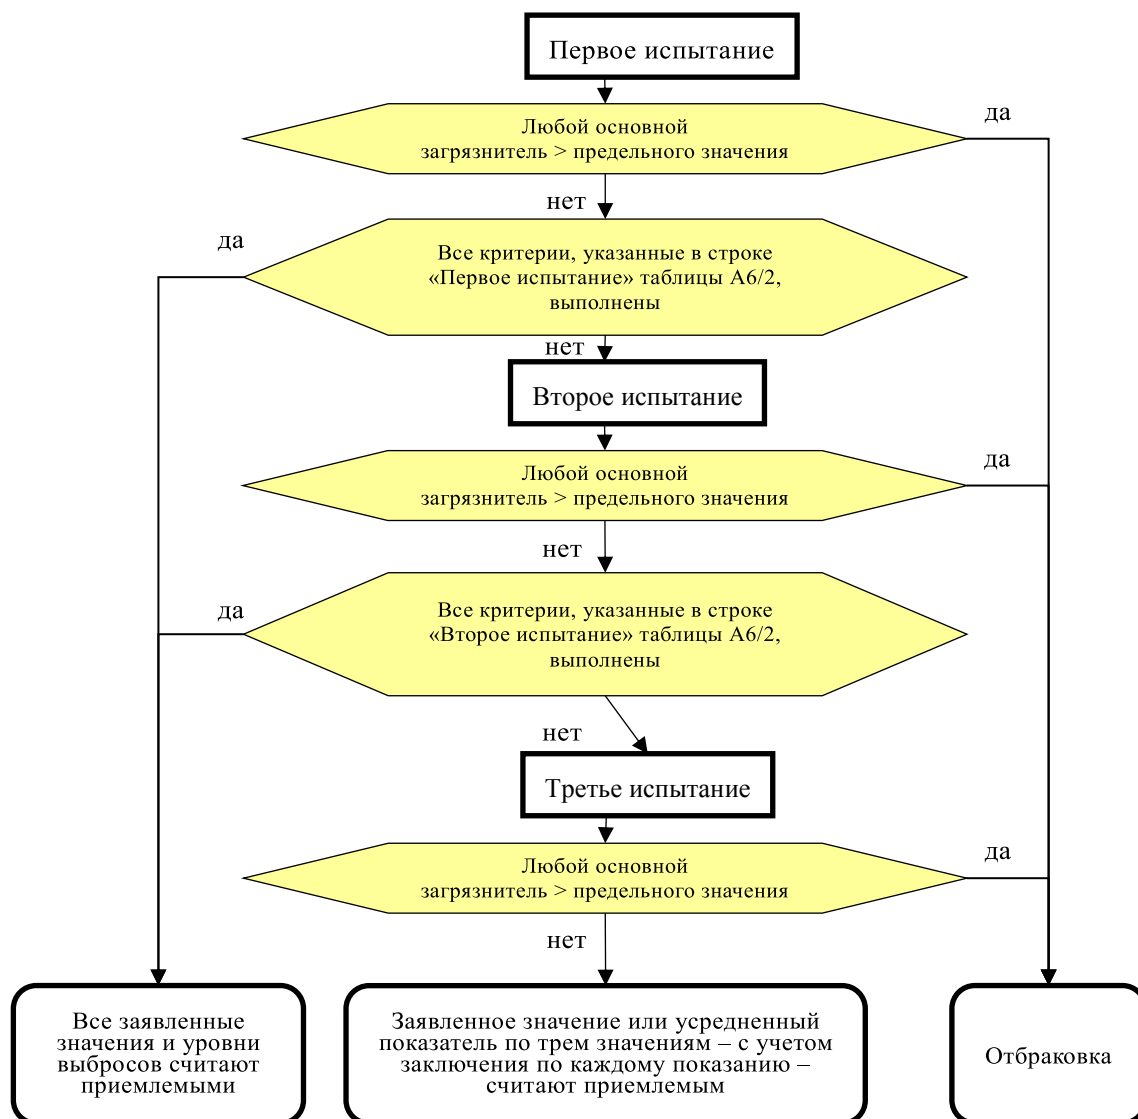 Первое испытание
Любой основной
загрязнитель > предельного значения
да
нет
да
Все критерии, указанные в строке
«Первое испытание» таблицы А6/2,
выполнены
нет
Второе испытание
Любой основной
загрязнитель > предельного значения
да
нет
да
Все критерии, указанные в строке
«Второе испытание» таблицы А6/2,
выполнены
нет
Третье испытание
Любой основной
загрязнитель > предельного значения
да
нет
Все заявленные
значения и уровни
выбросов считают
приемлемыми
Заявленное значение или усредненный
показатель по трем значениям – с учетом
заключения по каждому показанию –
считают приемлемым
Отбраковка